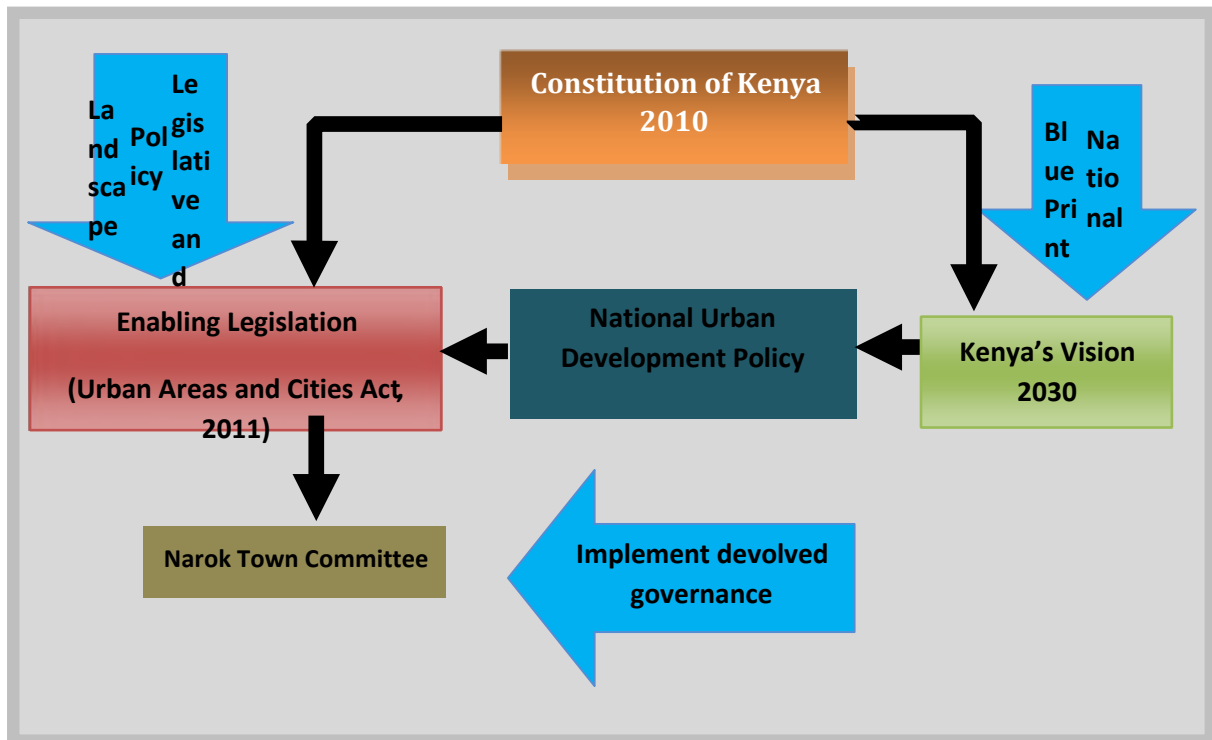 Le
gis
lati
ve
an
d
Pol
icy
La
nd
sca
pe
Constitution of Kenya
2010
Na
tio
nal
Bl
ue
Pri
nt
Enabling Legislation
(Urban Areas and Cities Act,
2011)
National Urban
Development Policy
Kenya’s Vision
2030
Narok Town Committee
Implement devolved
governance